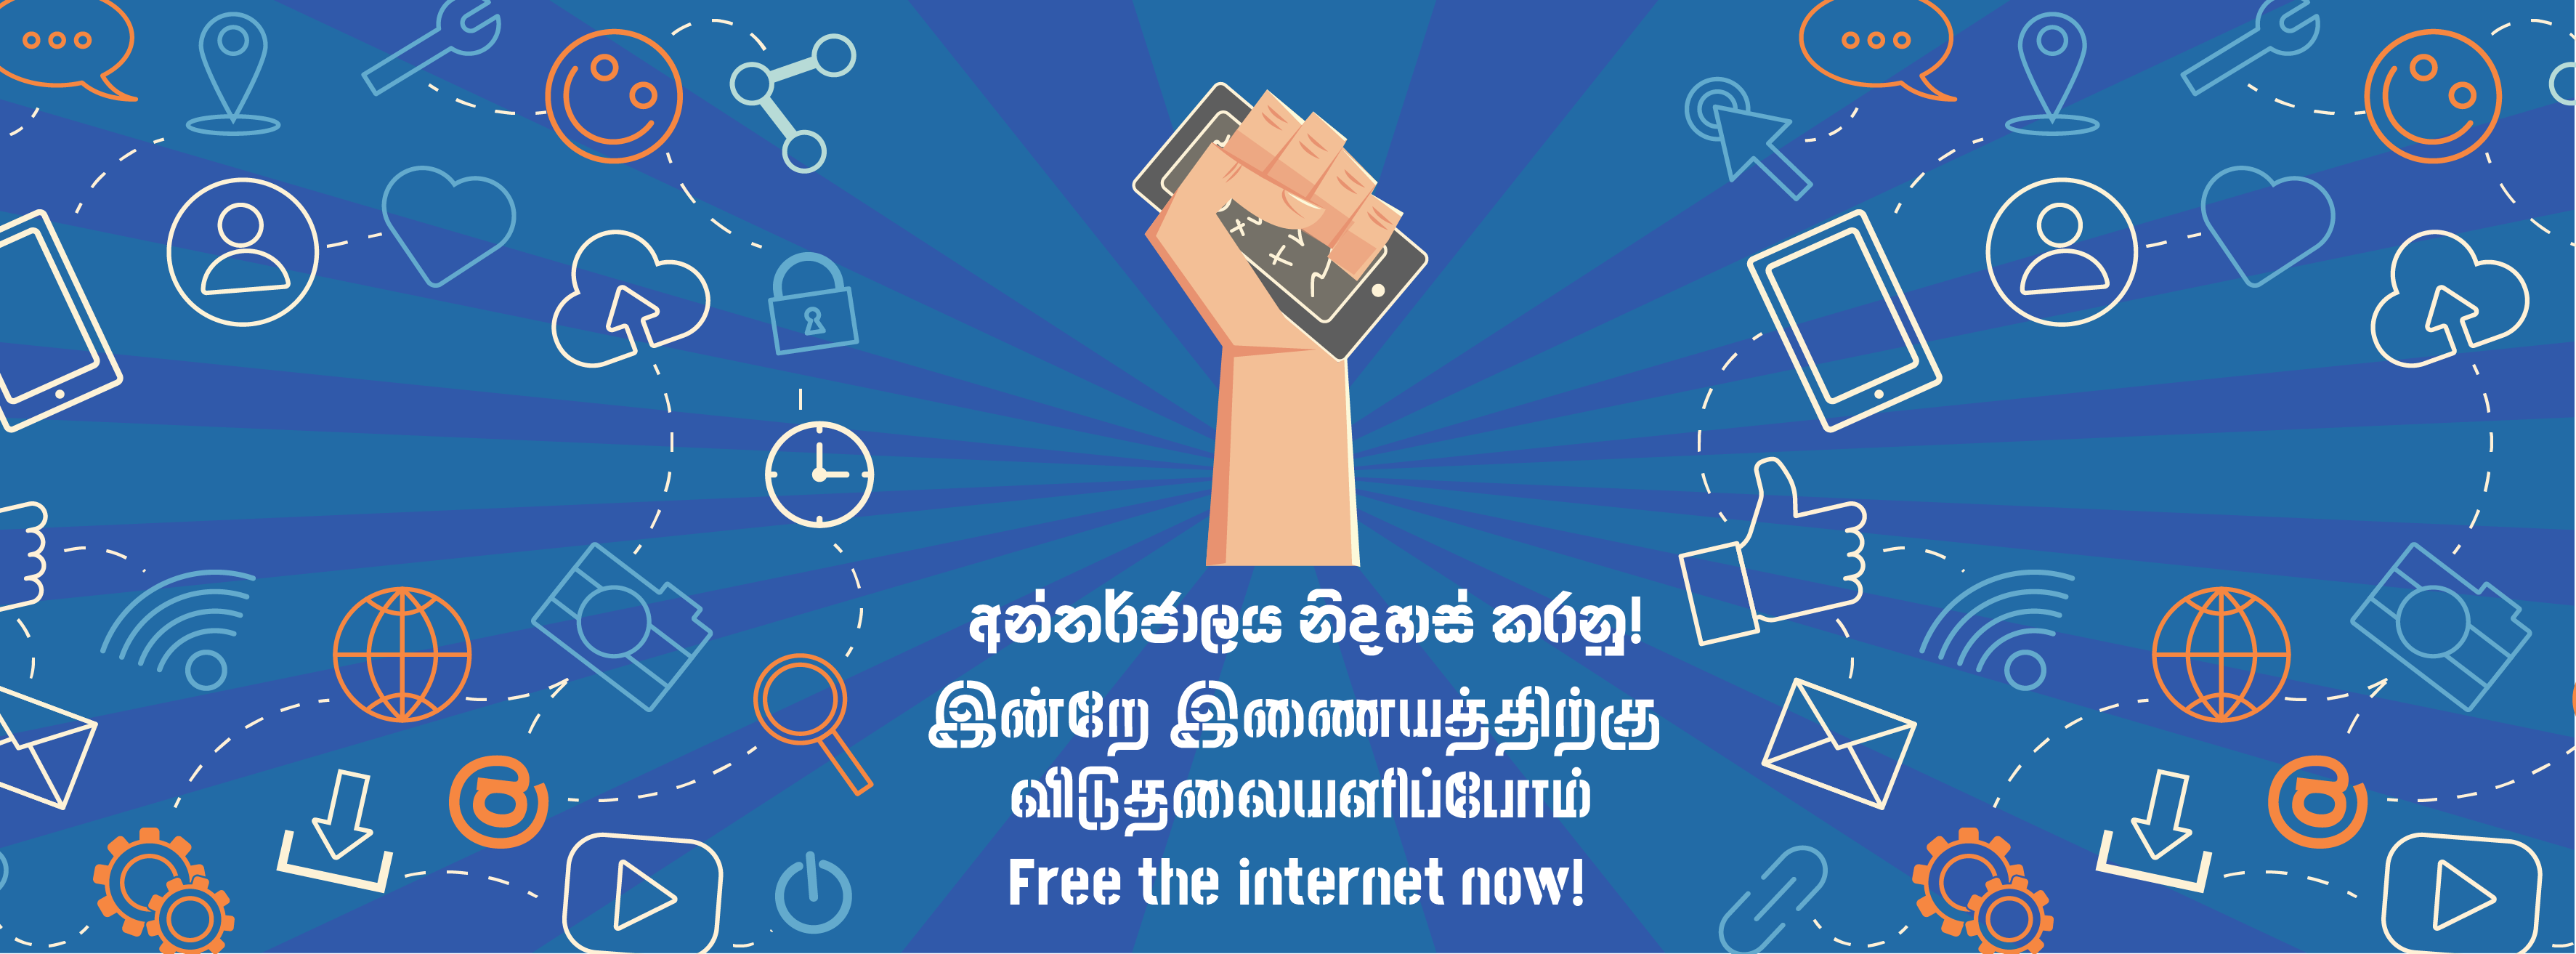 අන්තර්ජාලය නිදහස් කරනු!
இன்றே இணையத்திற்கு
விடுதலையளிப்போம்
Free the internet now!